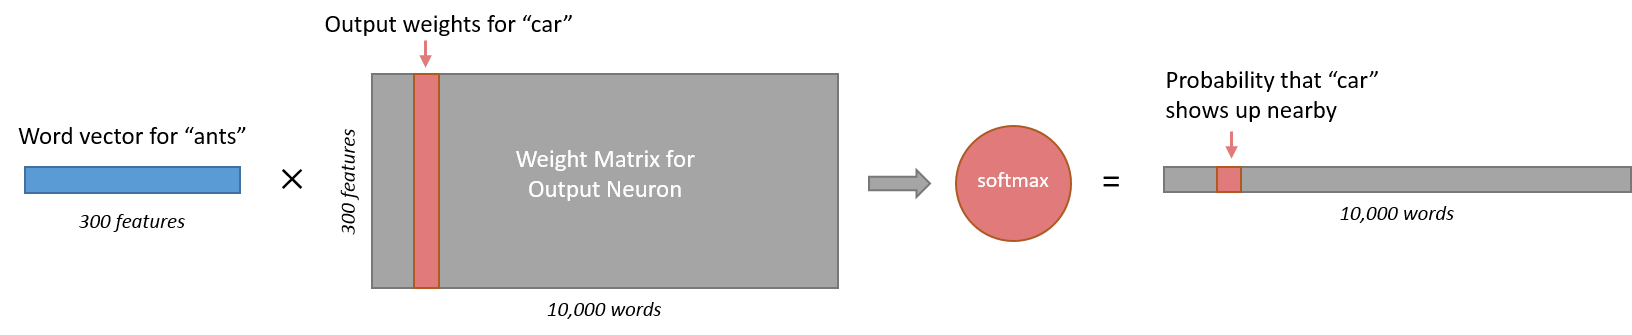 Output weights for “car”
Word vector for “ants”
300 features
×
300 features
Weight Matrix for
Output Neuron
10,000 words
softmax
=
Probability that “car”
shows up nearby
10,000 words